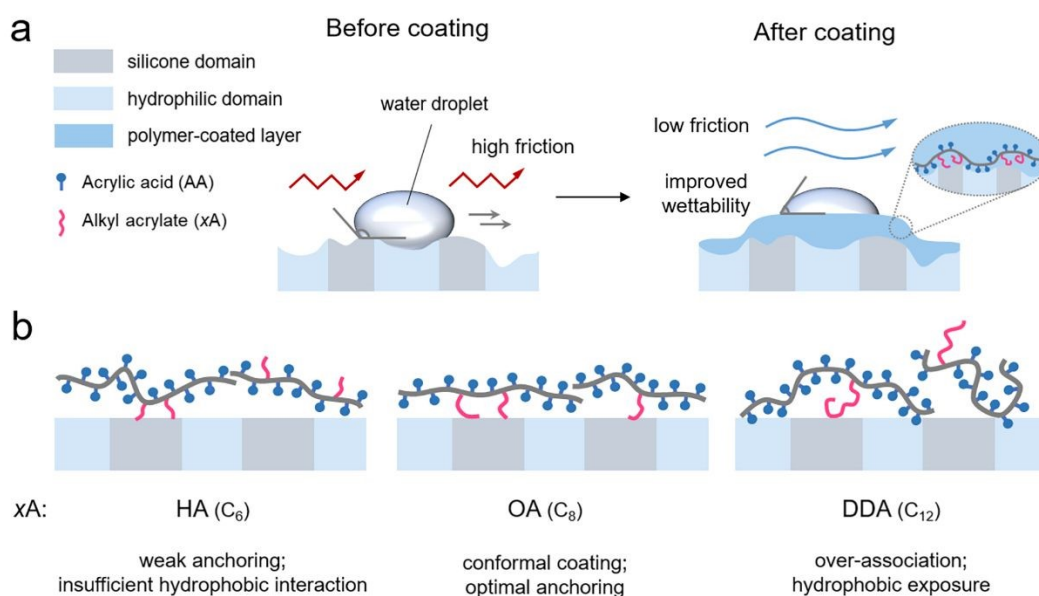 a
Before coating
After coating
silicone domain
hydrophilic domain
polymer-coated layer
Acrylic acid (AA)
Alkyl acrylate (xA)
water droplet
high friction
low friction
improved
wettability
b
xA:
HA (C₆)
OA (C₈)
DDA (C₁₂)
weak anchoring;
insufficient hydrophobic interaction
conformal coating;
optimal anchoring
over-association;
hydrophobic exposure